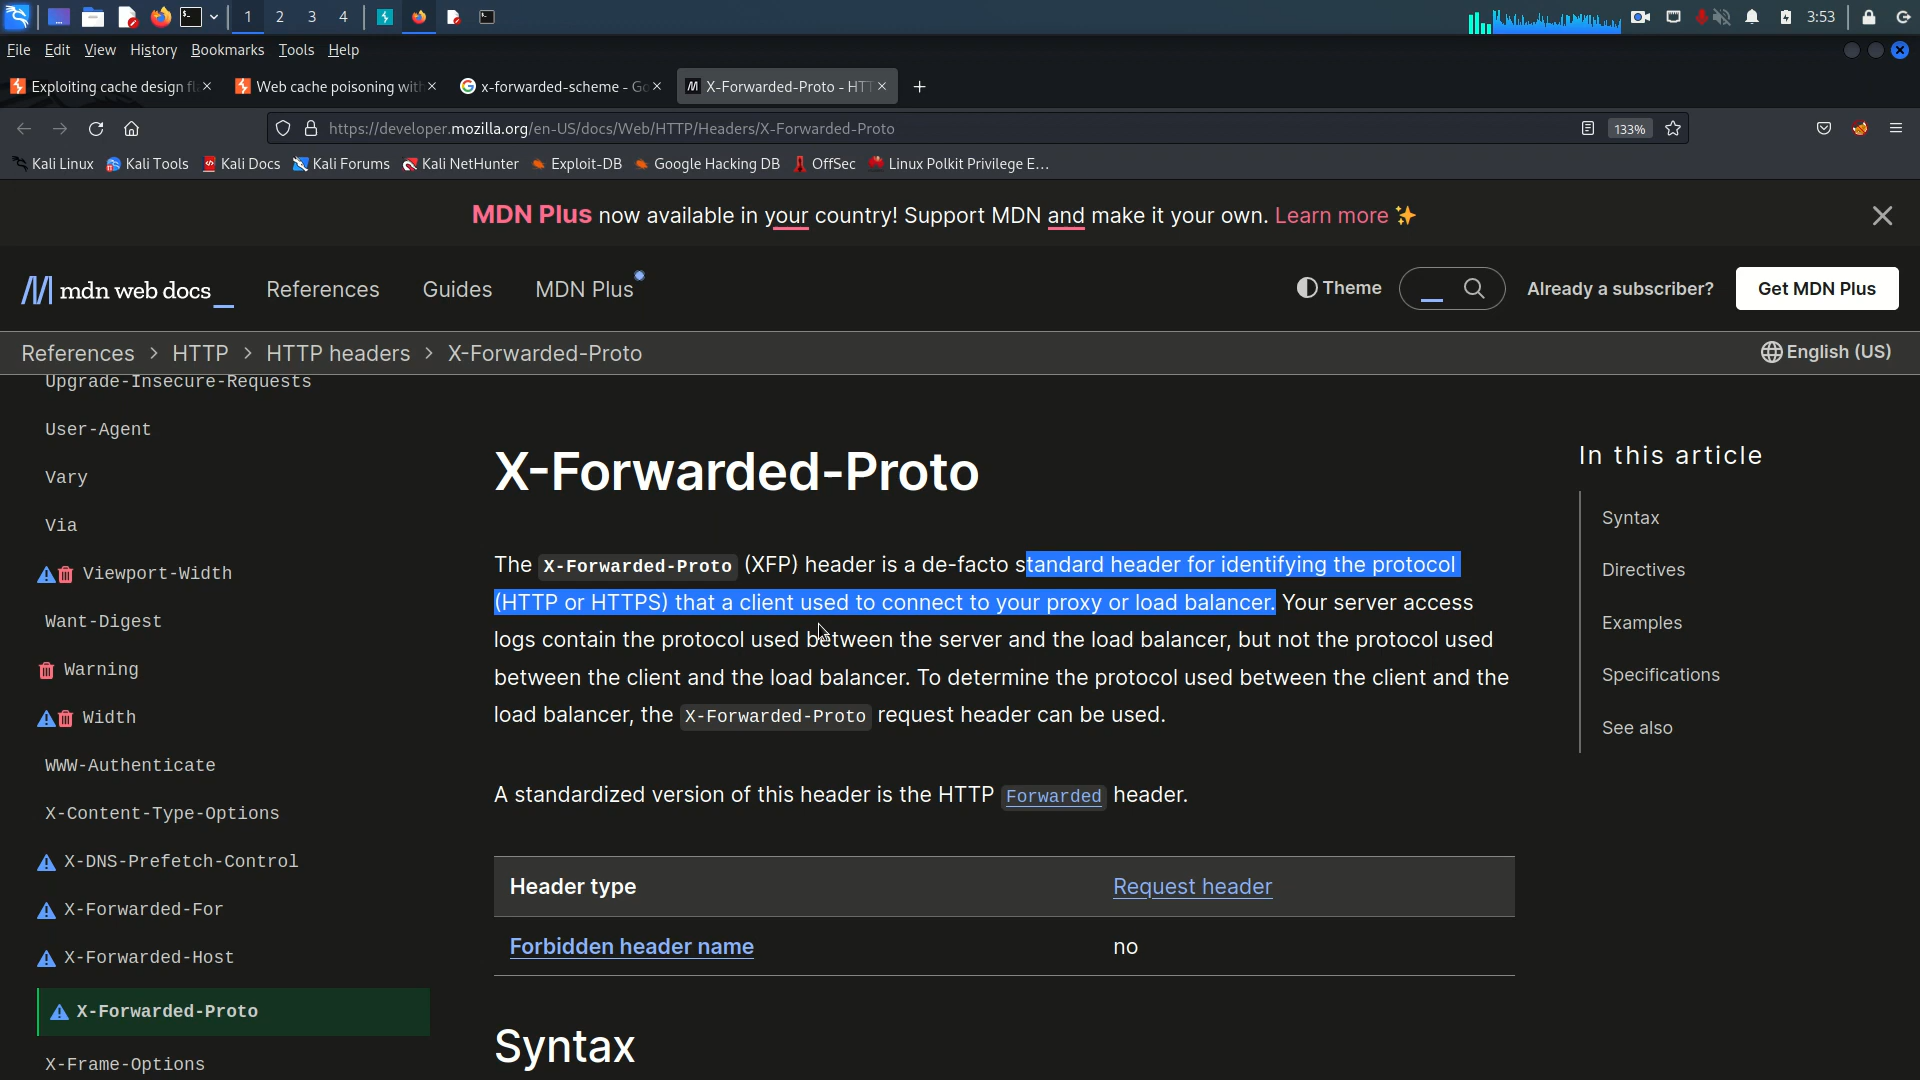 1 2 3 4 3:53
File Edit View History Bookmarks Tools Help
Exploiting cache design fl Web cache poisoning with x-forwarded-scheme - Go X-Forwarded-Proto - HTT
https://developer.mozilla.org/en-US/docs/Web/HTTP/Headers/X-Forwarded-Proto 133%
Kali Linux Kali Tools Kali Docs Kali Forums Kali NetHunter Exploit-DB Google Hacking DB OffSec Linux Polkit Privilege E…
MDN Plus now available in your country! Support MDN and make it your own. Learn more ✨
mdn web docs_ References Guides MDN Plus Theme Already a subscriber? Get MDN Plus
References > HTTP > HTTP headers > X-Forwarded-Proto English (US)
Upgrade-Insecure-Requests
User-Agent
Vary
Via
Viewport-Width
Want-Digest
Warning
Width
WWW-Authenticate
X-Content-Type-Options
X-DNS-Prefetch-Control
X-Forwarded-For
X-Forwarded-Host
X-Forwarded-Proto
X-Frame-Options
X-Forwarded-Proto
The X-Forwarded-Proto (XFP) header is a de-facto standard header for identifying the protocol
(HTTP or HTTPS) that a client used to connect to your proxy or load balancer. Your server access
logs contain the protocol used between the server and the load balancer, but not the protocol used
between the client and the load balancer. To determine the protocol used between the client and the
load balancer, the X-Forwarded-Proto request header can be used.
A standardized version of this header is the HTTP Forwarded header.
Header type Request header
Forbidden header name no
Syntax
In this article
Syntax
Directives
Examples
Specifications
See also